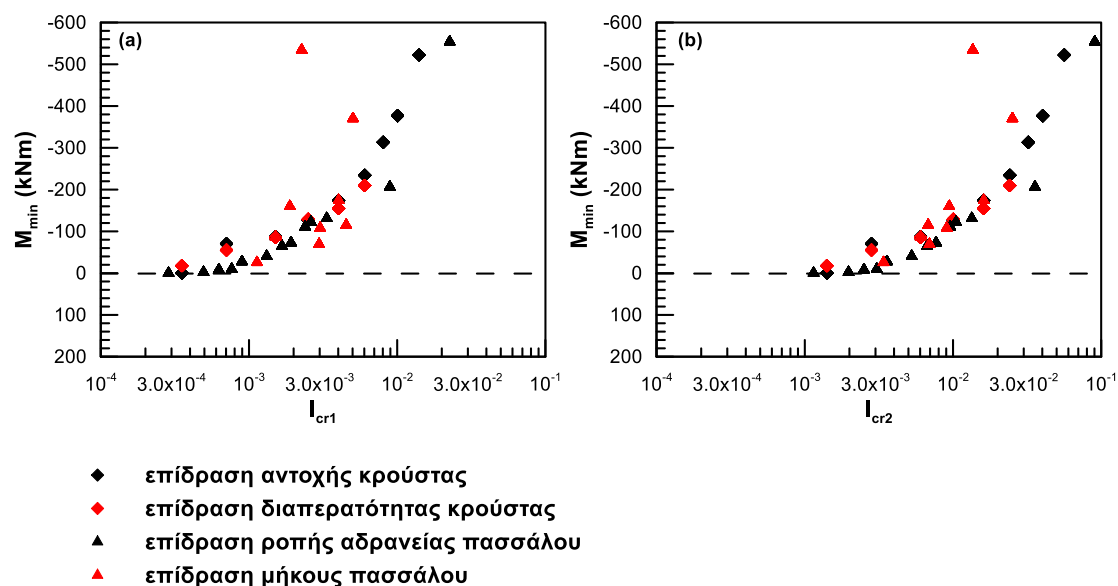 (a)
-600
-500
-400
-300
-200
-100
0
100
200
M_min (kNm)
10^-4 3.0x10^-4 10^-3 3.0x10^-3 10^-2 3.0x10^-2 10^-1
I_cr1
(b)
-600
-500
-400
-300
-200
-100
0
100
200
M_min (kNm)
10^-4 3.0x10^-4 10^-3 3.0x10^-3 10^-2 3.0x10^-2 10^-1
I_cr2
επίδραση αντοχής κρούστας
επίδραση διαπερατότητας κρούστας
επίδραση ροπής αδρανείας πασσάλου
επίδραση μήκους πασσάλου